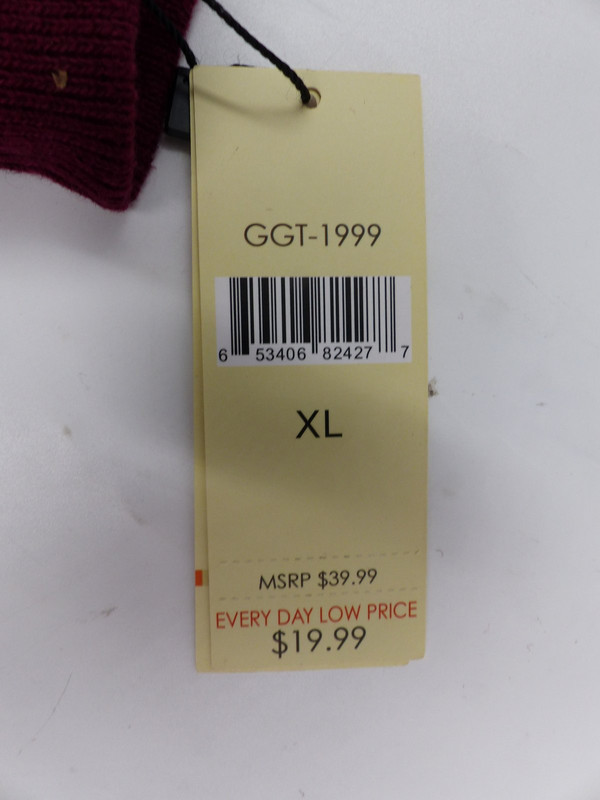 GGT-1999
6 53406 82427 7
XL
MSRP $39.99
EVERY DAY LOW PRICE
$19.99